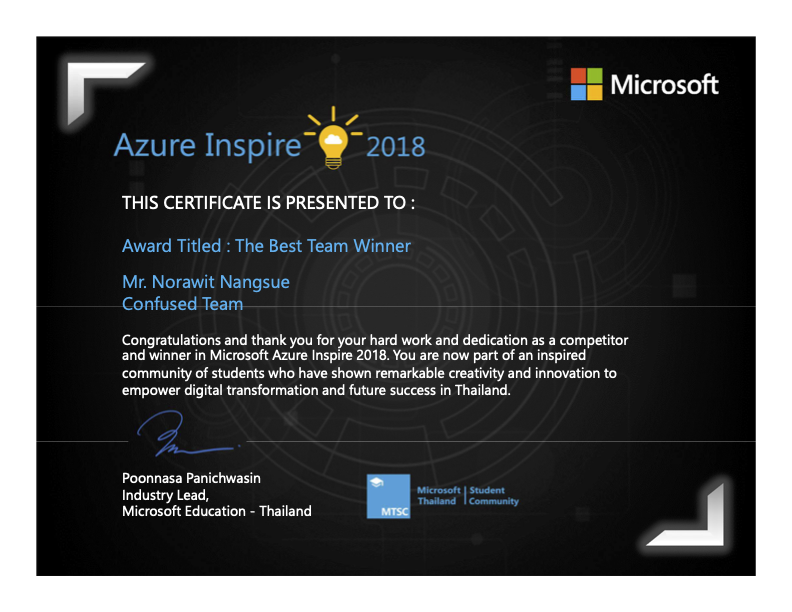 Microsoft
Azure Inspire 2018
THIS CERTIFICATE IS PRESENTED TO :
Award Titled : The Best Team Winner
Mr. Norawit Nangsue
Confused Team
Congratulations and thank you for your hard work and dedication as a competitor
and winner in Microsoft Azure Inspire 2018. You are now part of an inspired
community of students who have shown remarkable creativity and innovation to
empower digital transformation and future success in Thailand.
Poonnasa Panichwasin
Industry Lead,
Microsoft Education - Thailand
MTSC
Microsoft | Student
Thailand | Community